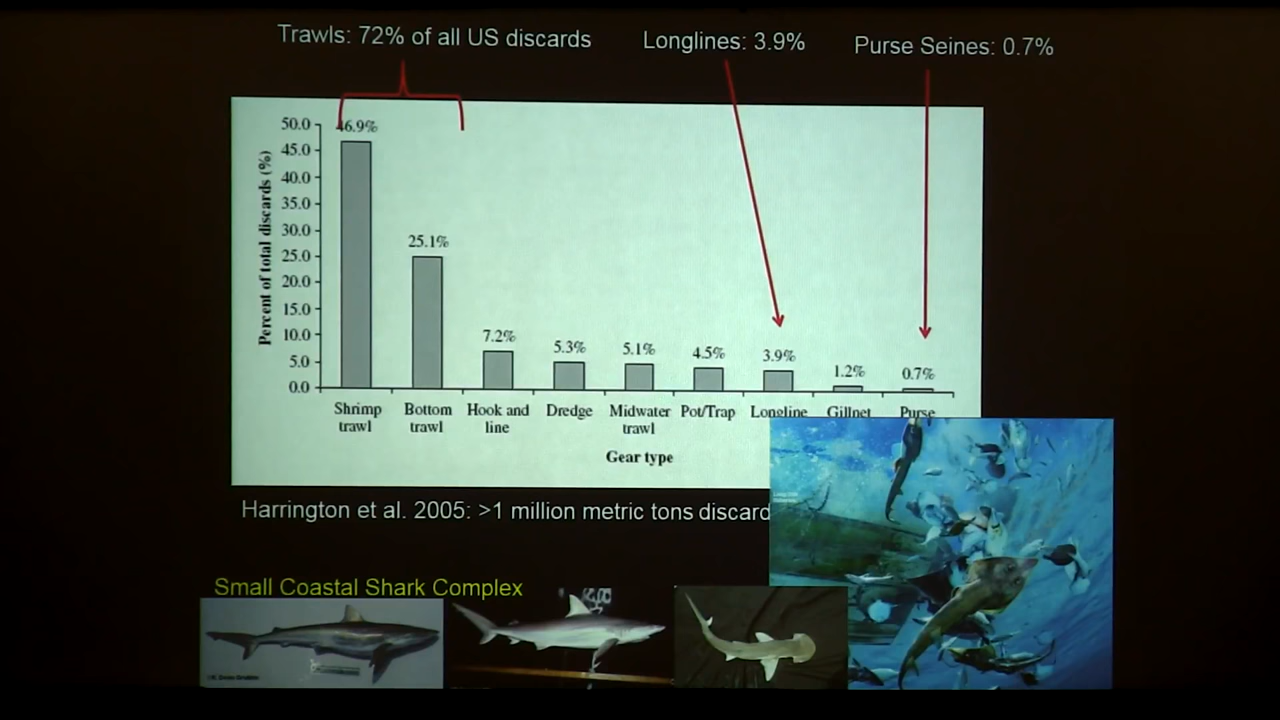 Trawls: 72% of all US discards
Longlines: 3.9%
Purse Seines: 0.7%
Percent of total discards (%)
50.0
45.0
40.0
35.0
30.0
25.0
20.0
15.0
10.0
5.0
0.0
46.9%
25.1%
7.2%
5.3%
5.1%
4.5%
3.9%
1.2%
0.7%
Shrimp
trawl
Bottom
trawl
Hook and
line
Dredge
Midwater
trawl
Pot/Trap
Longline
Gillnet
Purse
Gear type
Harrington et al. 2005: >1 million metric tons discard
Small Coastal Shark Complex